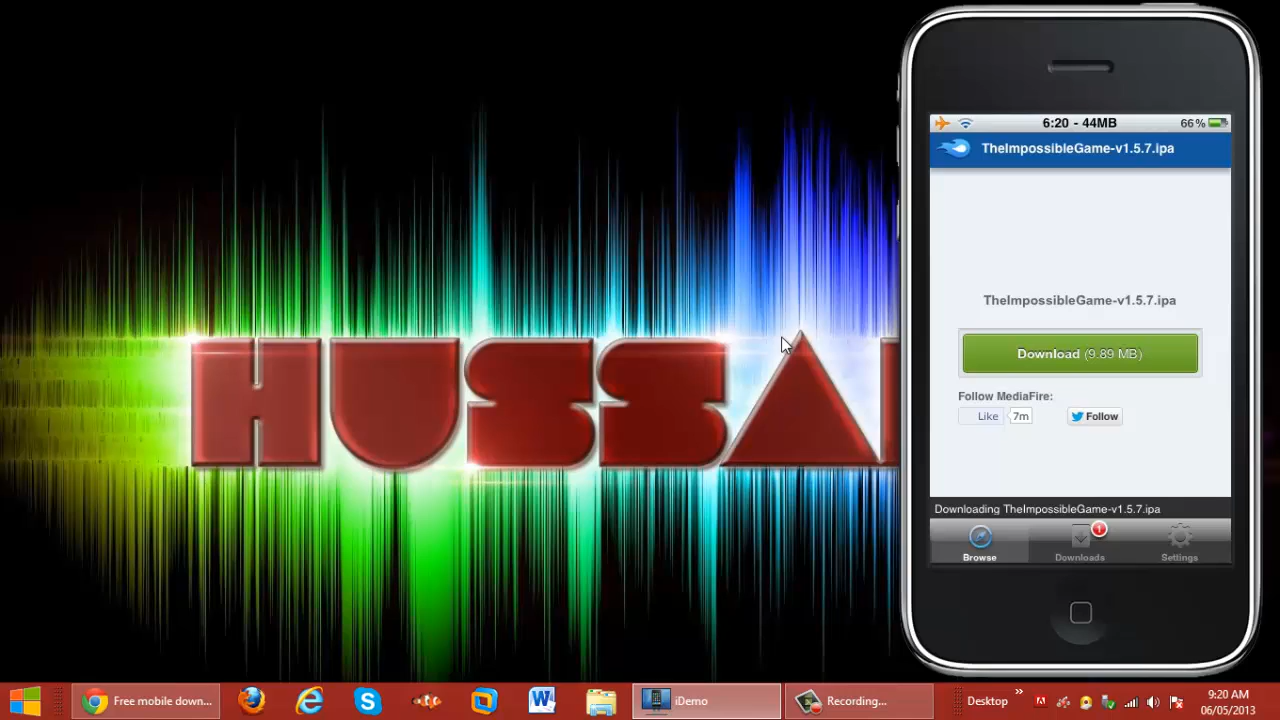 6:20 - 44MB
66%
TheImpossibleGame-v1.5.7.ipa
TheImpossibleGame-v1.5.7.ipa
Download (9.89 MB)
Follow MediaFire:
Like
7m
Follow
Downloading TheImpossibleGame-v1.5.7.ipa
1
Browse
Downloads
Settings
HUSSA
Free mobile down...
iDemo
Recording...
Desktop
»
9:20 AM
06/05/2013